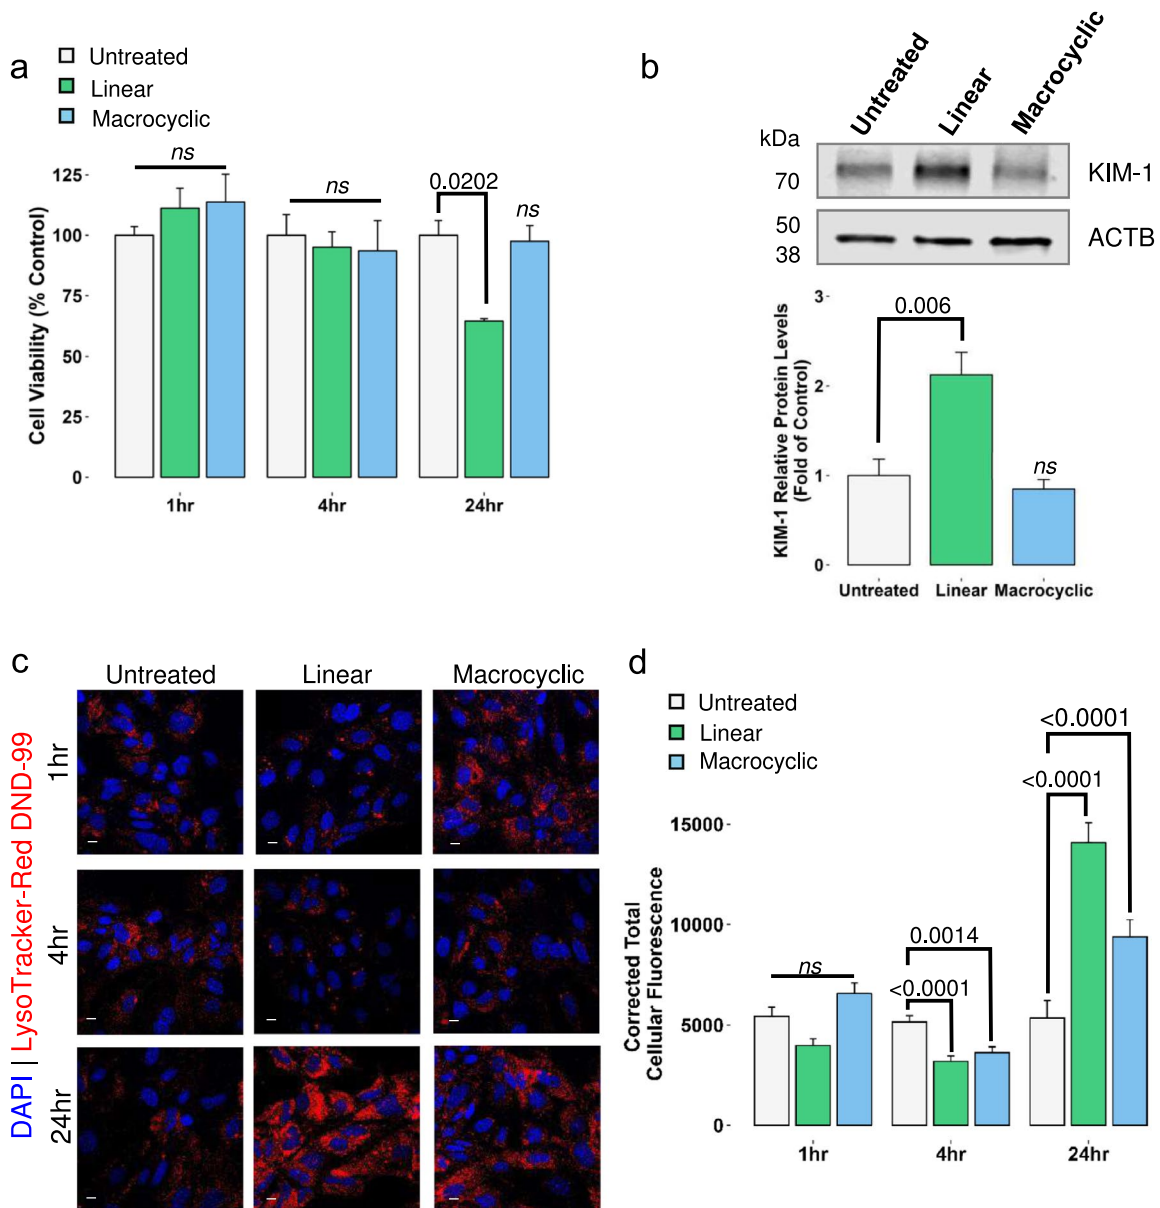 a
Untreated
Linear
Macrocyclic
Cell Viability (% Control)
125
100
75
50
25
0
ns
ns
0.0202
ns
1hr
4hr
24hr
b
Untreated
Linear
Macrocyclic
kDa
70
KIM-1
50
38
ACTB
KIM-1 Relative Protein Levels
(Fold of Control)
3
2
1
0
0.006
ns
Untreated
Linear
Macrocyclic
c
Untreated
Linear
Macrocyclic
DAPI | LysoTracker-Red DND-99
1hr
4hr
24hr
d
Untreated
Linear
Macrocyclic
Corrected Total
Cellular Fluorescence
15000
10000
5000
0
ns
0.0014
<0.0001
<0.0001
<0.0001
1hr
4hr
24hr